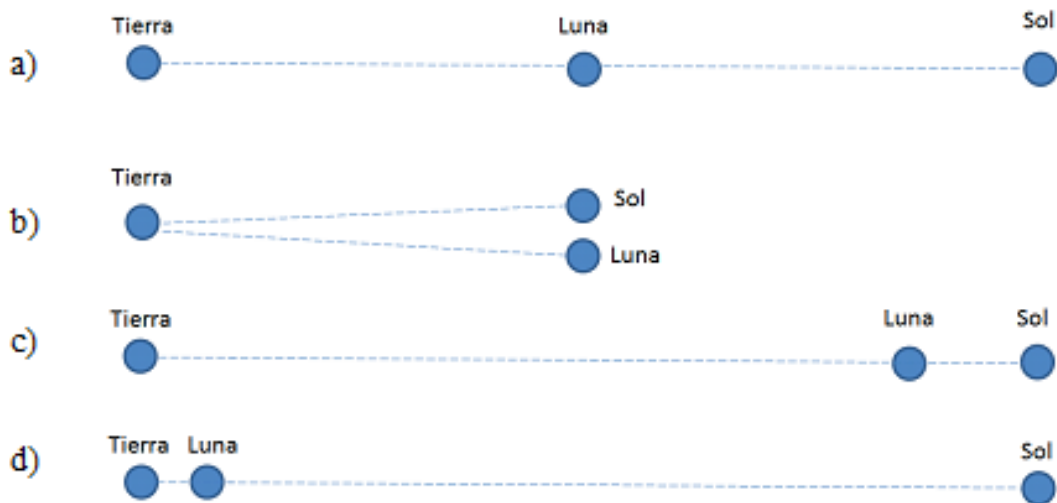 a) Tierra Luna Sol
b) Tierra Sol
Luna
c) Tierra Luna Sol
d) Tierra Luna Sol